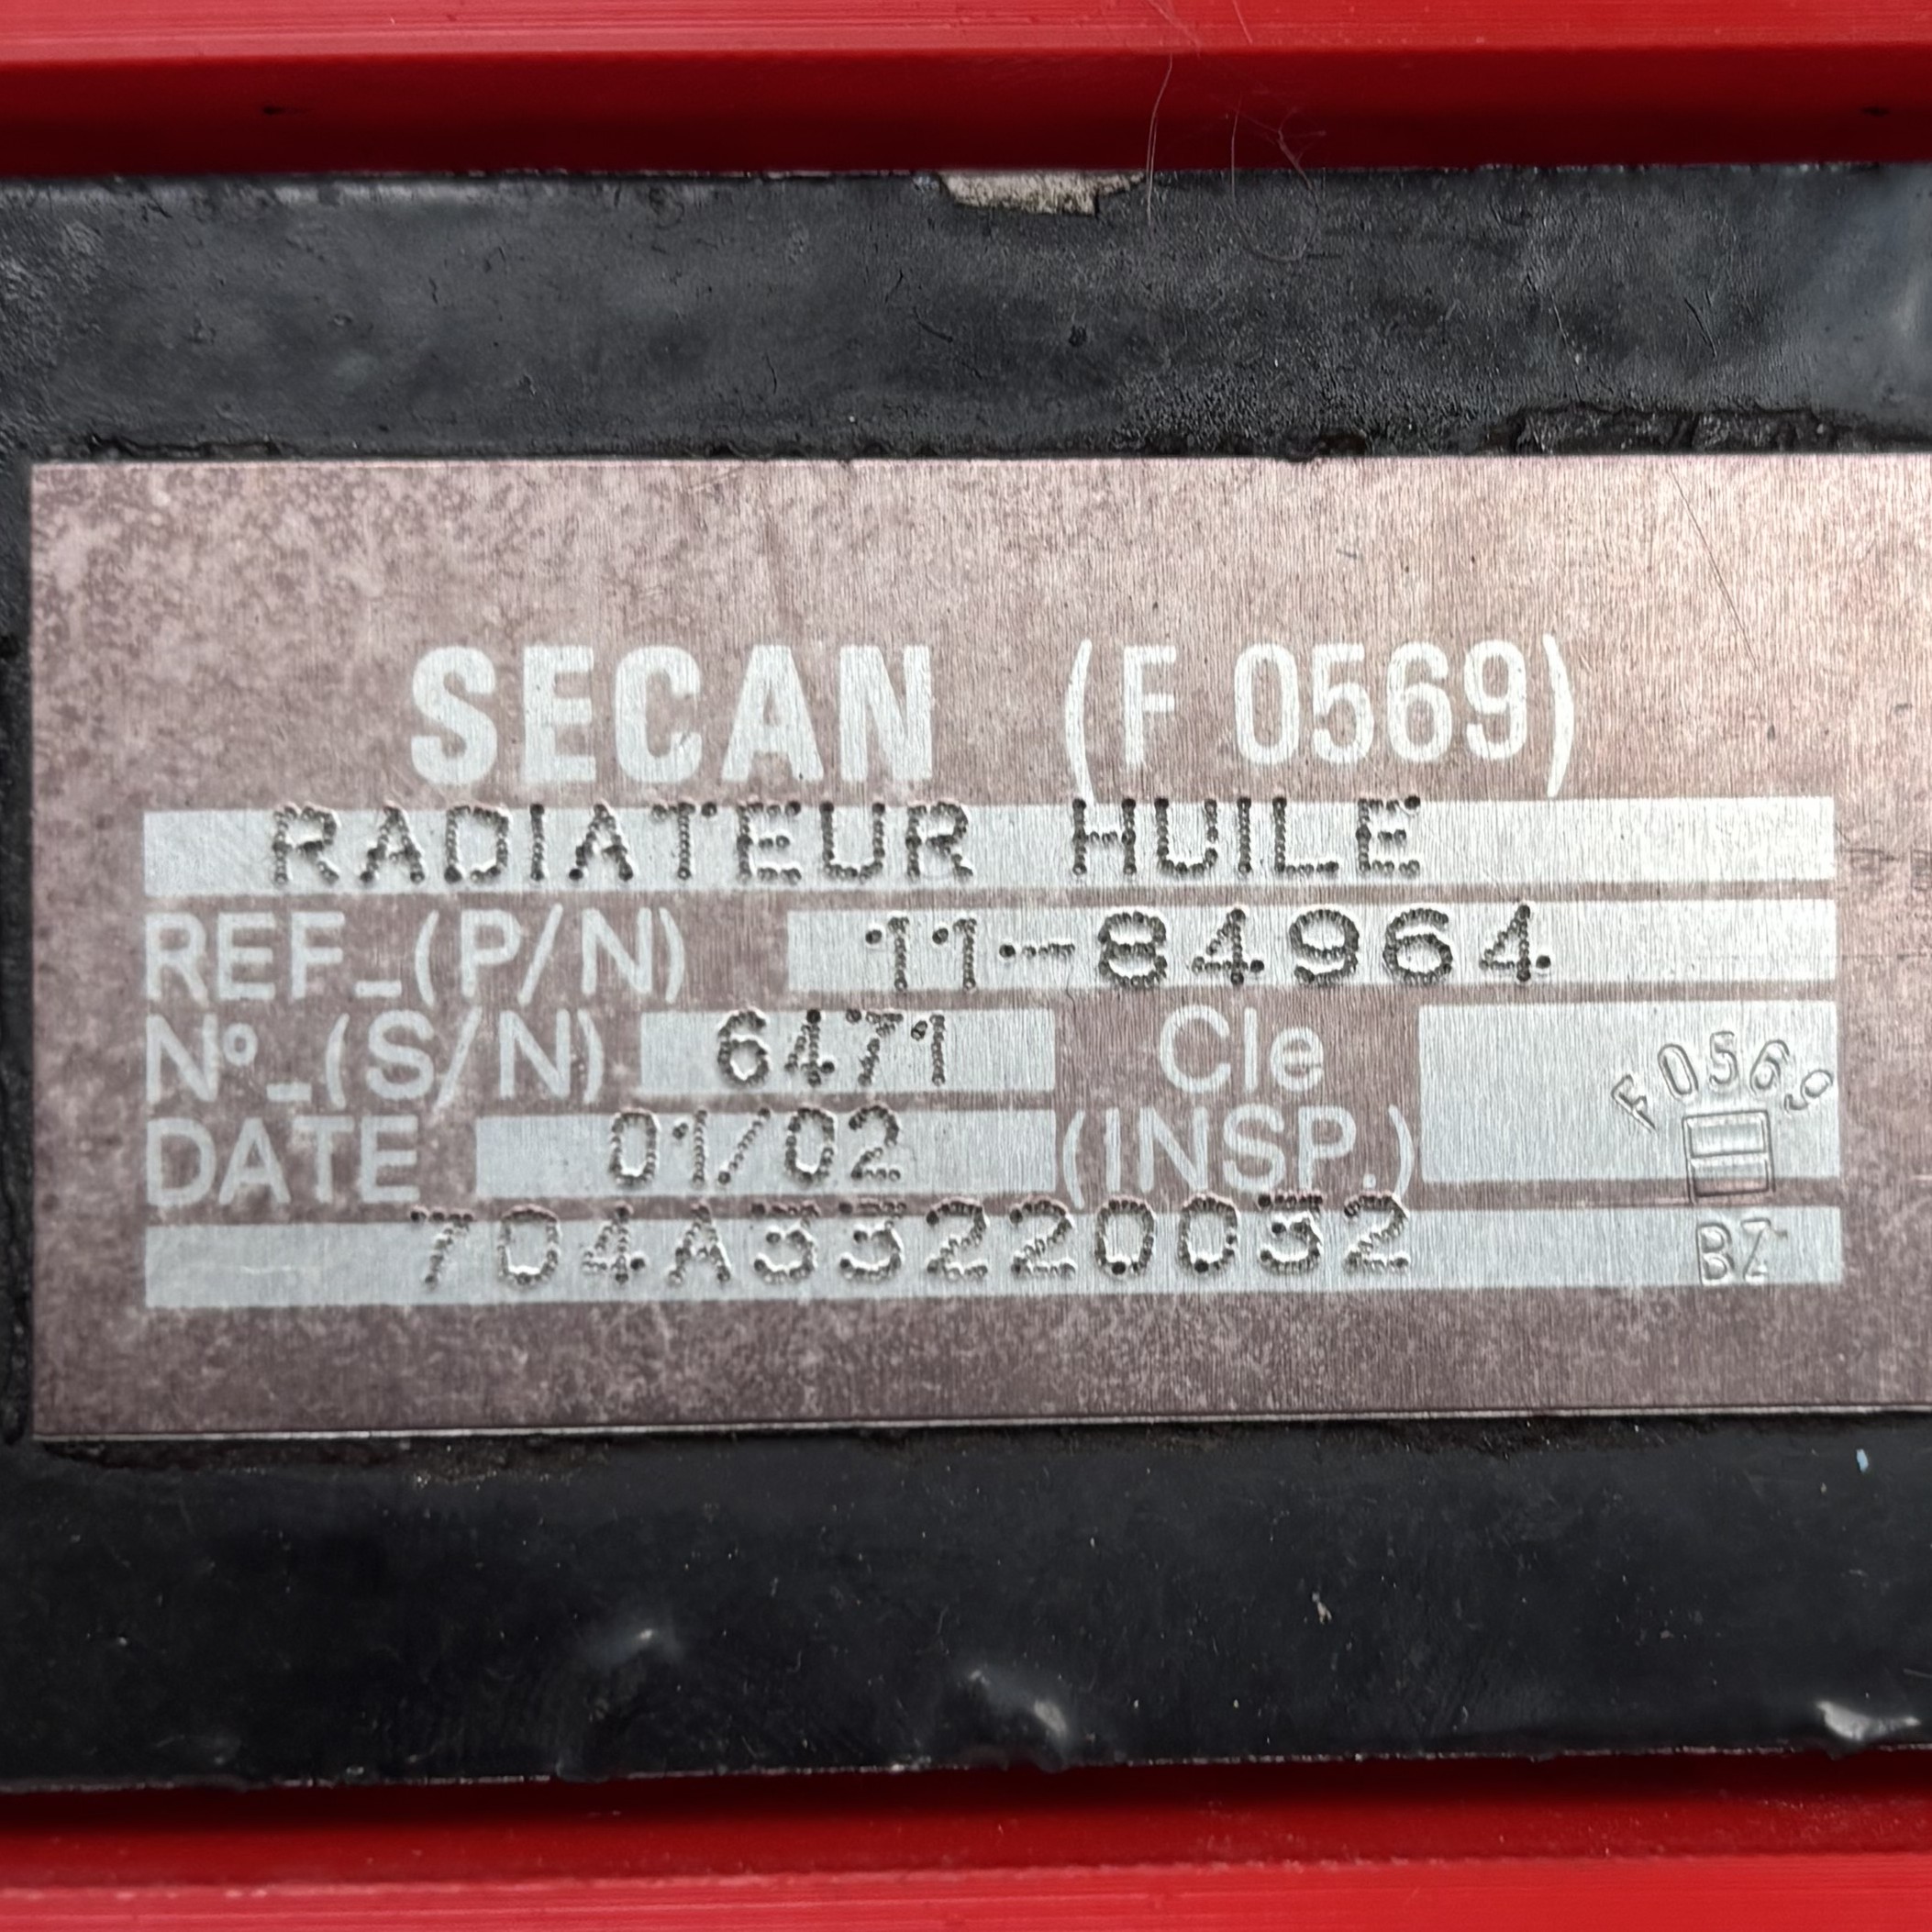 SECAN (F 0569)
RADIATEUR HUILE
REF_(P/N) 11-84964
N°_(S/N) 6471 Cle
DATE 01/02 (INSP.)
F0569
704A33220032
BZ